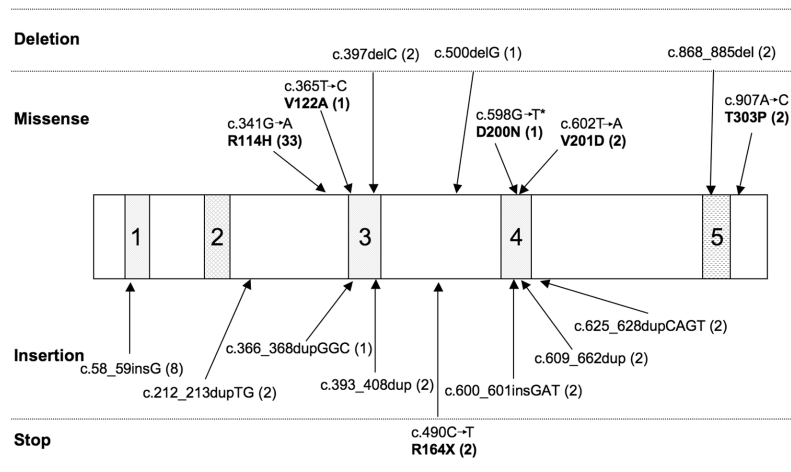 Deletion
c.397delC (2)
c.500delG (1)
c.868_885del (2)
Missense
c.365T→C
V122A (1)
c.341G→A
R114H (33)
c.598G→T*
D200N (1)
c.602T→A
V201D (2)
c.907A→C
T303P (2)
1
2
3
4
5
Insertion
c.58_59insG (8)
c.212_213dupTG (2)
c.366_368dupGGC (1)
c.393_408dup (2)
c.600_601insGAT (2)
c.609_662dup (2)
c.625_628dupCAGT (2)
Stop
c.490C→T
R164X (2)